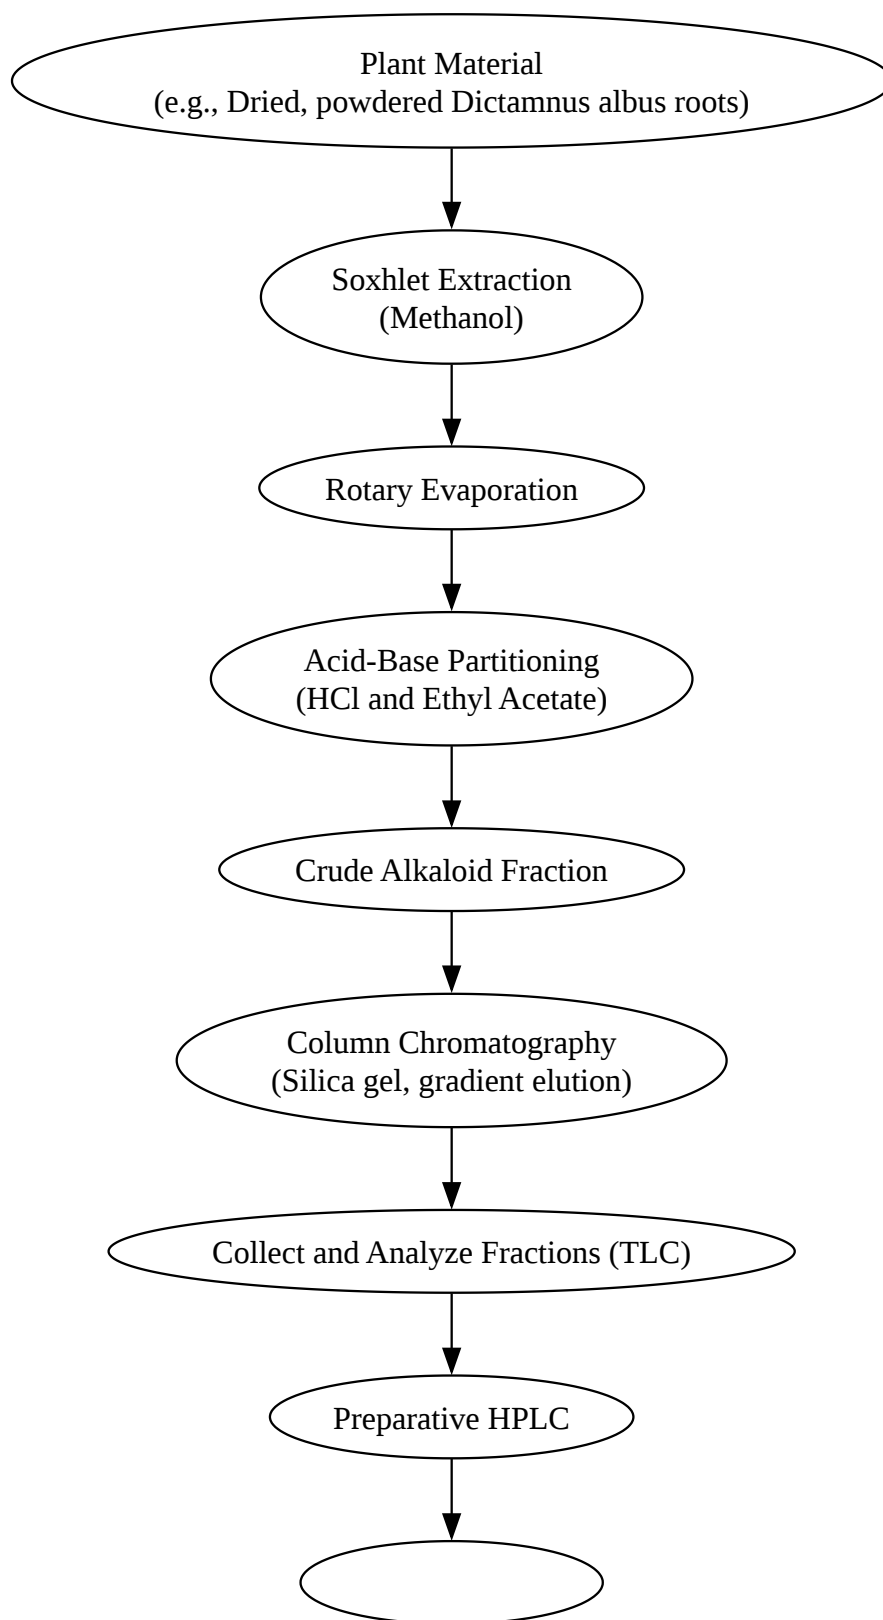 Plant Material
(e.g., Dried, powdered Dictamnus albus roots)
Soxhlet Extraction
(Methanol)
Rotary Evaporation
Acid-Base Partitioning
(HCl and Ethyl Acetate)
Crude Alkaloid Fraction
Column Chromatography
(Silica gel, gradient elution)
Collect and Analyze Fractions (TLC)
Preparative HPLC